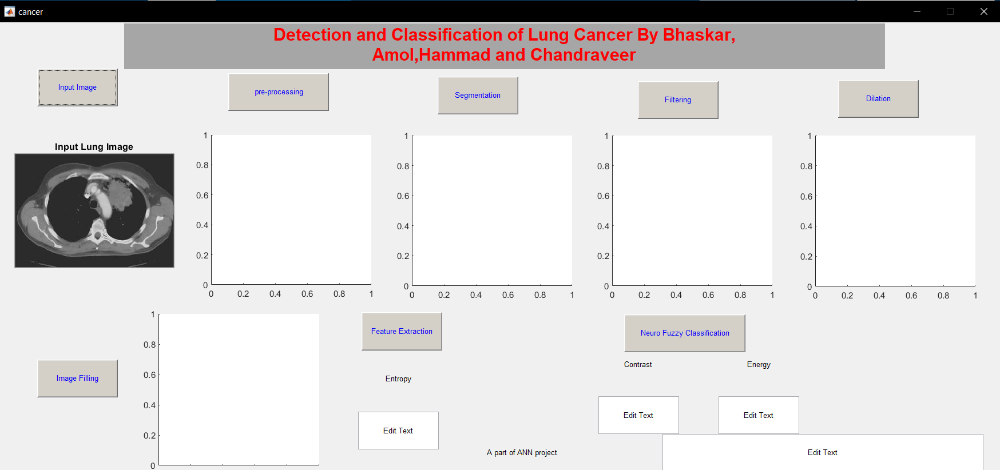 cancer
Detection and Classification of Lung Cancer By Bhaskar,
Amol,Hammad and Chandraveer
Input Image
pre-processing
Segmentation
Filtering
Dilation
Input Lung Image
1
0.8
0.6
0.4
0.2
0
0 0.2 0.4 0.6 0.8 1
1
0.8
0.6
0.4
0.2
0
0 0.2 0.4 0.6 0.8 1
1
0.8
0.6
0.4
0.2
0
0 0.2 0.4 0.6 0.8 1
1
0.8
0.6
0.4
0.2
0
0 0.2 0.4 0.6 0.8 1
Image Filling
1
0.8
0.6
0.4
0.2
0
Feature Extraction
Entropy
Edit Text
A part of ANN project
Neuro Fuzzy Classification
Contrast
Energy
Edit Text
Edit Text
Edit Text